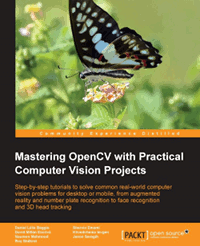 Community Experience Distilled
Mastering OpenCV with Practical
Computer Vision Projects
Step-by-step tutorials to solve common real-world computer
vision problems for desktop or mobile, from augmented
reality and number plate recognition to face recognition
and 3D head tracking
Daniel Lélis Baggio
Shervin Emami
David Millán Escrivá
Khvedchenia Ievgen
Naureen Mahmood
Jason Saragih
Roy Shilkrot
PACKT
open source
PUBLISHING